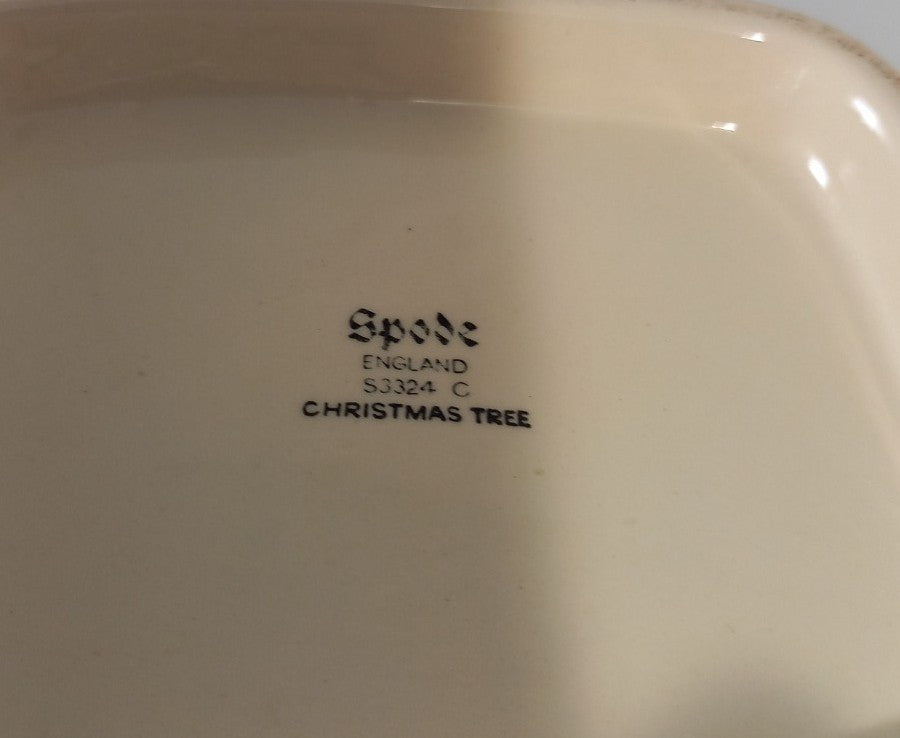 Spode
ENGLAND
S3324 C
CHRISTMAS TREE